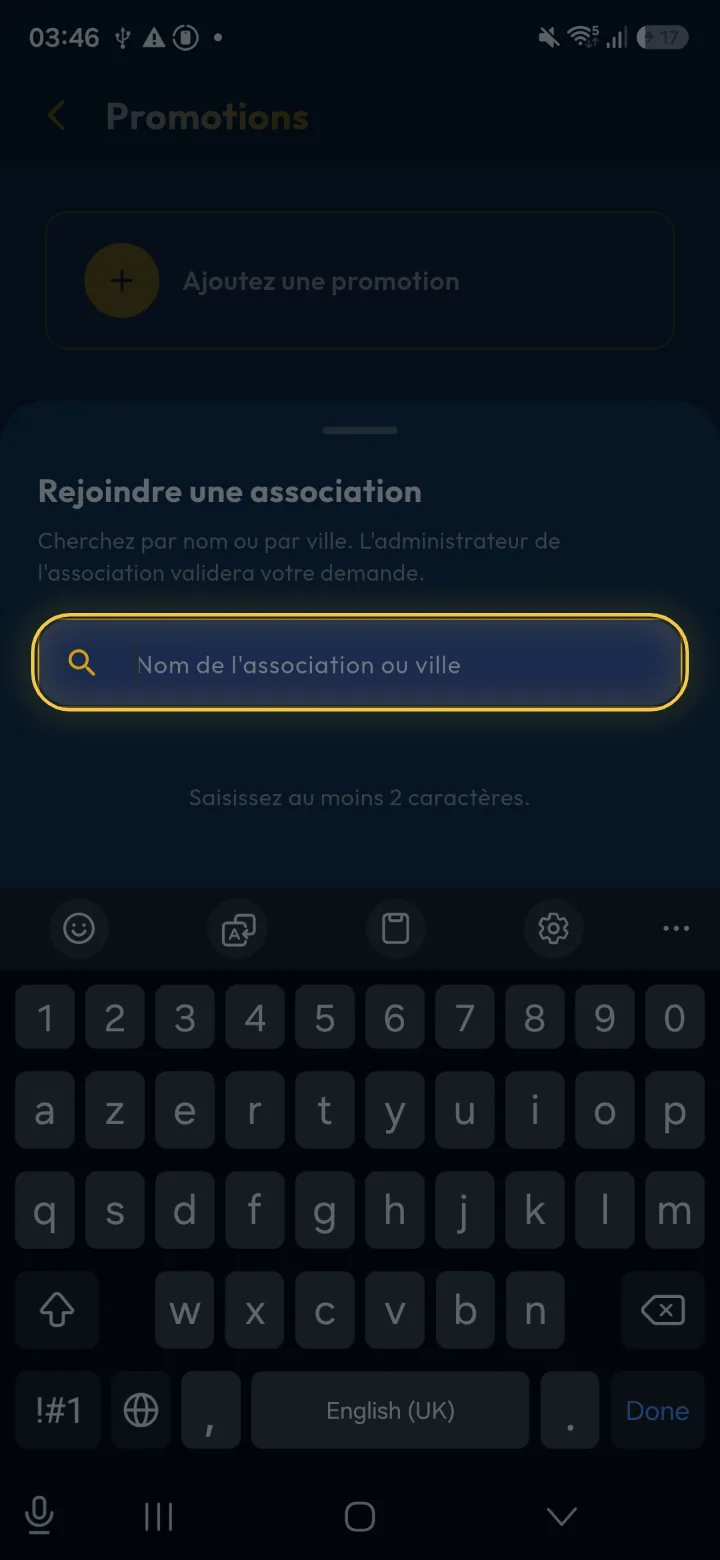 03:46
5
17
Promotions
Ajoutez une promotion
Rejoindre une association
Cherchez par nom ou par ville. L'administrateur de
l'association validera votre demande.
Nom de l'association ou ville
Saisissez au moins 2 caractères.
1 2 3 4 5 6 7 8 9 0
a z e r t y u i o p
q s d f g h j k l m
w x c v b n
!#1 , English (UK) . Done